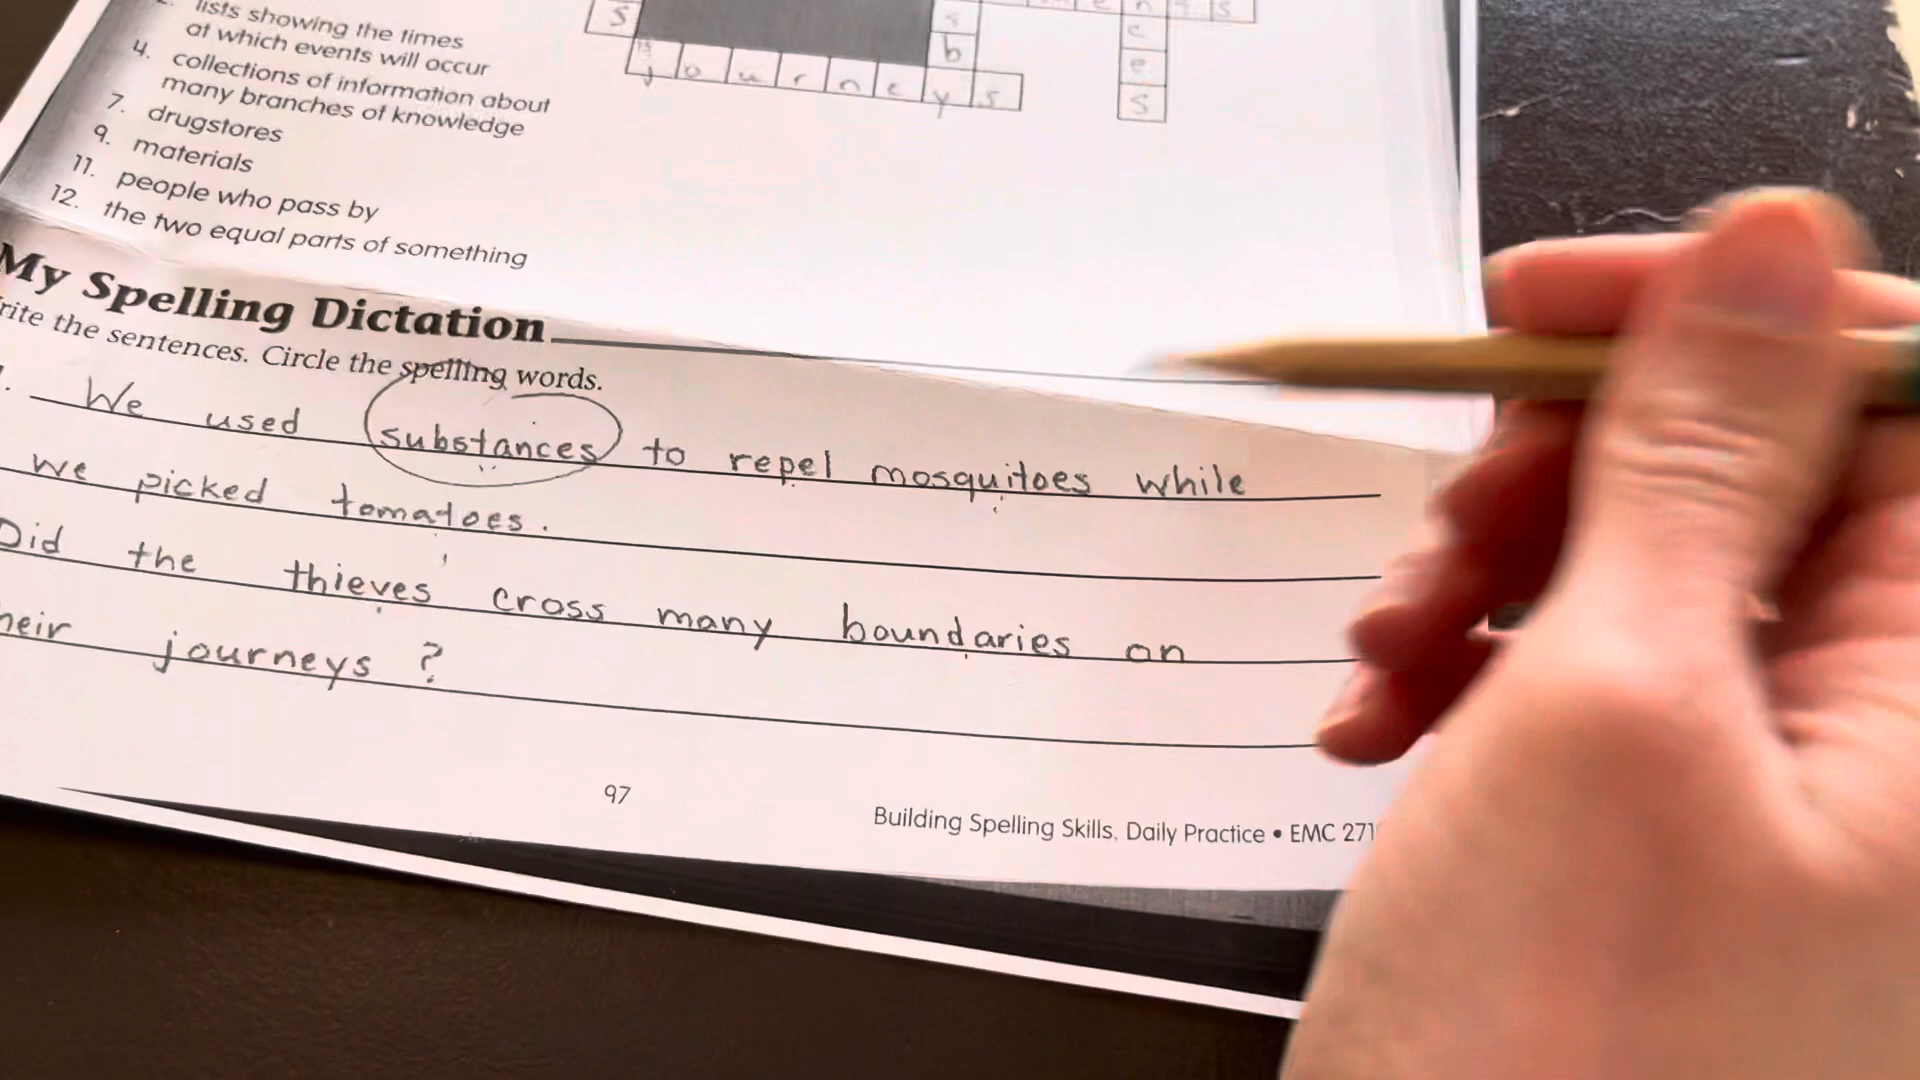 lists showing the times
at which events will occur
4. collections of information about
many branches of knowledge
7. drugstores
9. materials
11. people who pass by
12. the two equal parts of something
s
b
j o u r n e y s
c
e
s
My Spelling Dictation
the sentences. Circle the spelling words.
We used substances to repel mosquitoes while
we picked tomatoes.
Did the thieves cross many boundaries on
journeys ?
97
Building Spelling Skills, Daily Practice • EMC 271